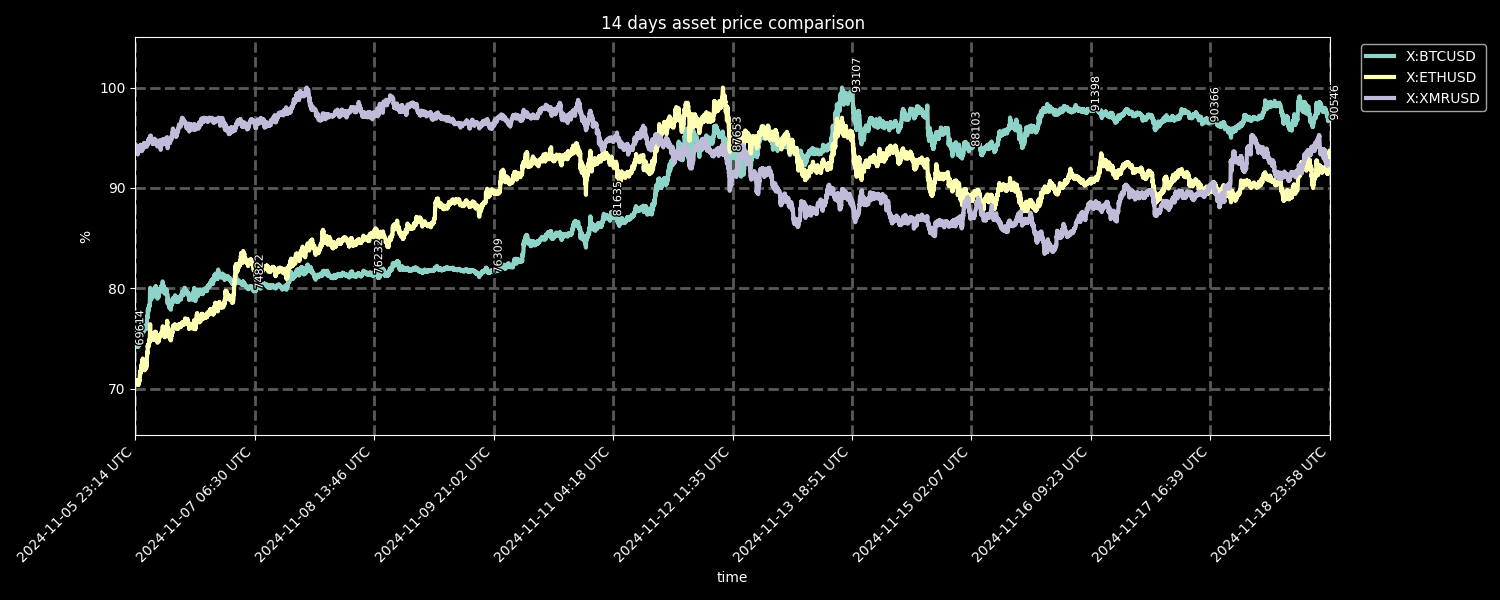 14 days asset price comparison
X:BTCUSD
X:ETHUSD
X:XMRUSD
%
100
90
80
70
69614
74822
76232
76309
81635
87653
93107
88103
91398
90366
90546
2024-11-05 23:14 UTC
2024-11-07 06:30 UTC
2024-11-08 13:46 UTC
2024-11-09 21:02 UTC
2024-11-11 04:18 UTC
2024-11-12 11:35 UTC
2024-11-13 18:51 UTC
2024-11-15 02:07 UTC
2024-11-16 09:23 UTC
2024-11-17 16:39 UTC
2024-11-18 23:58 UTC
time